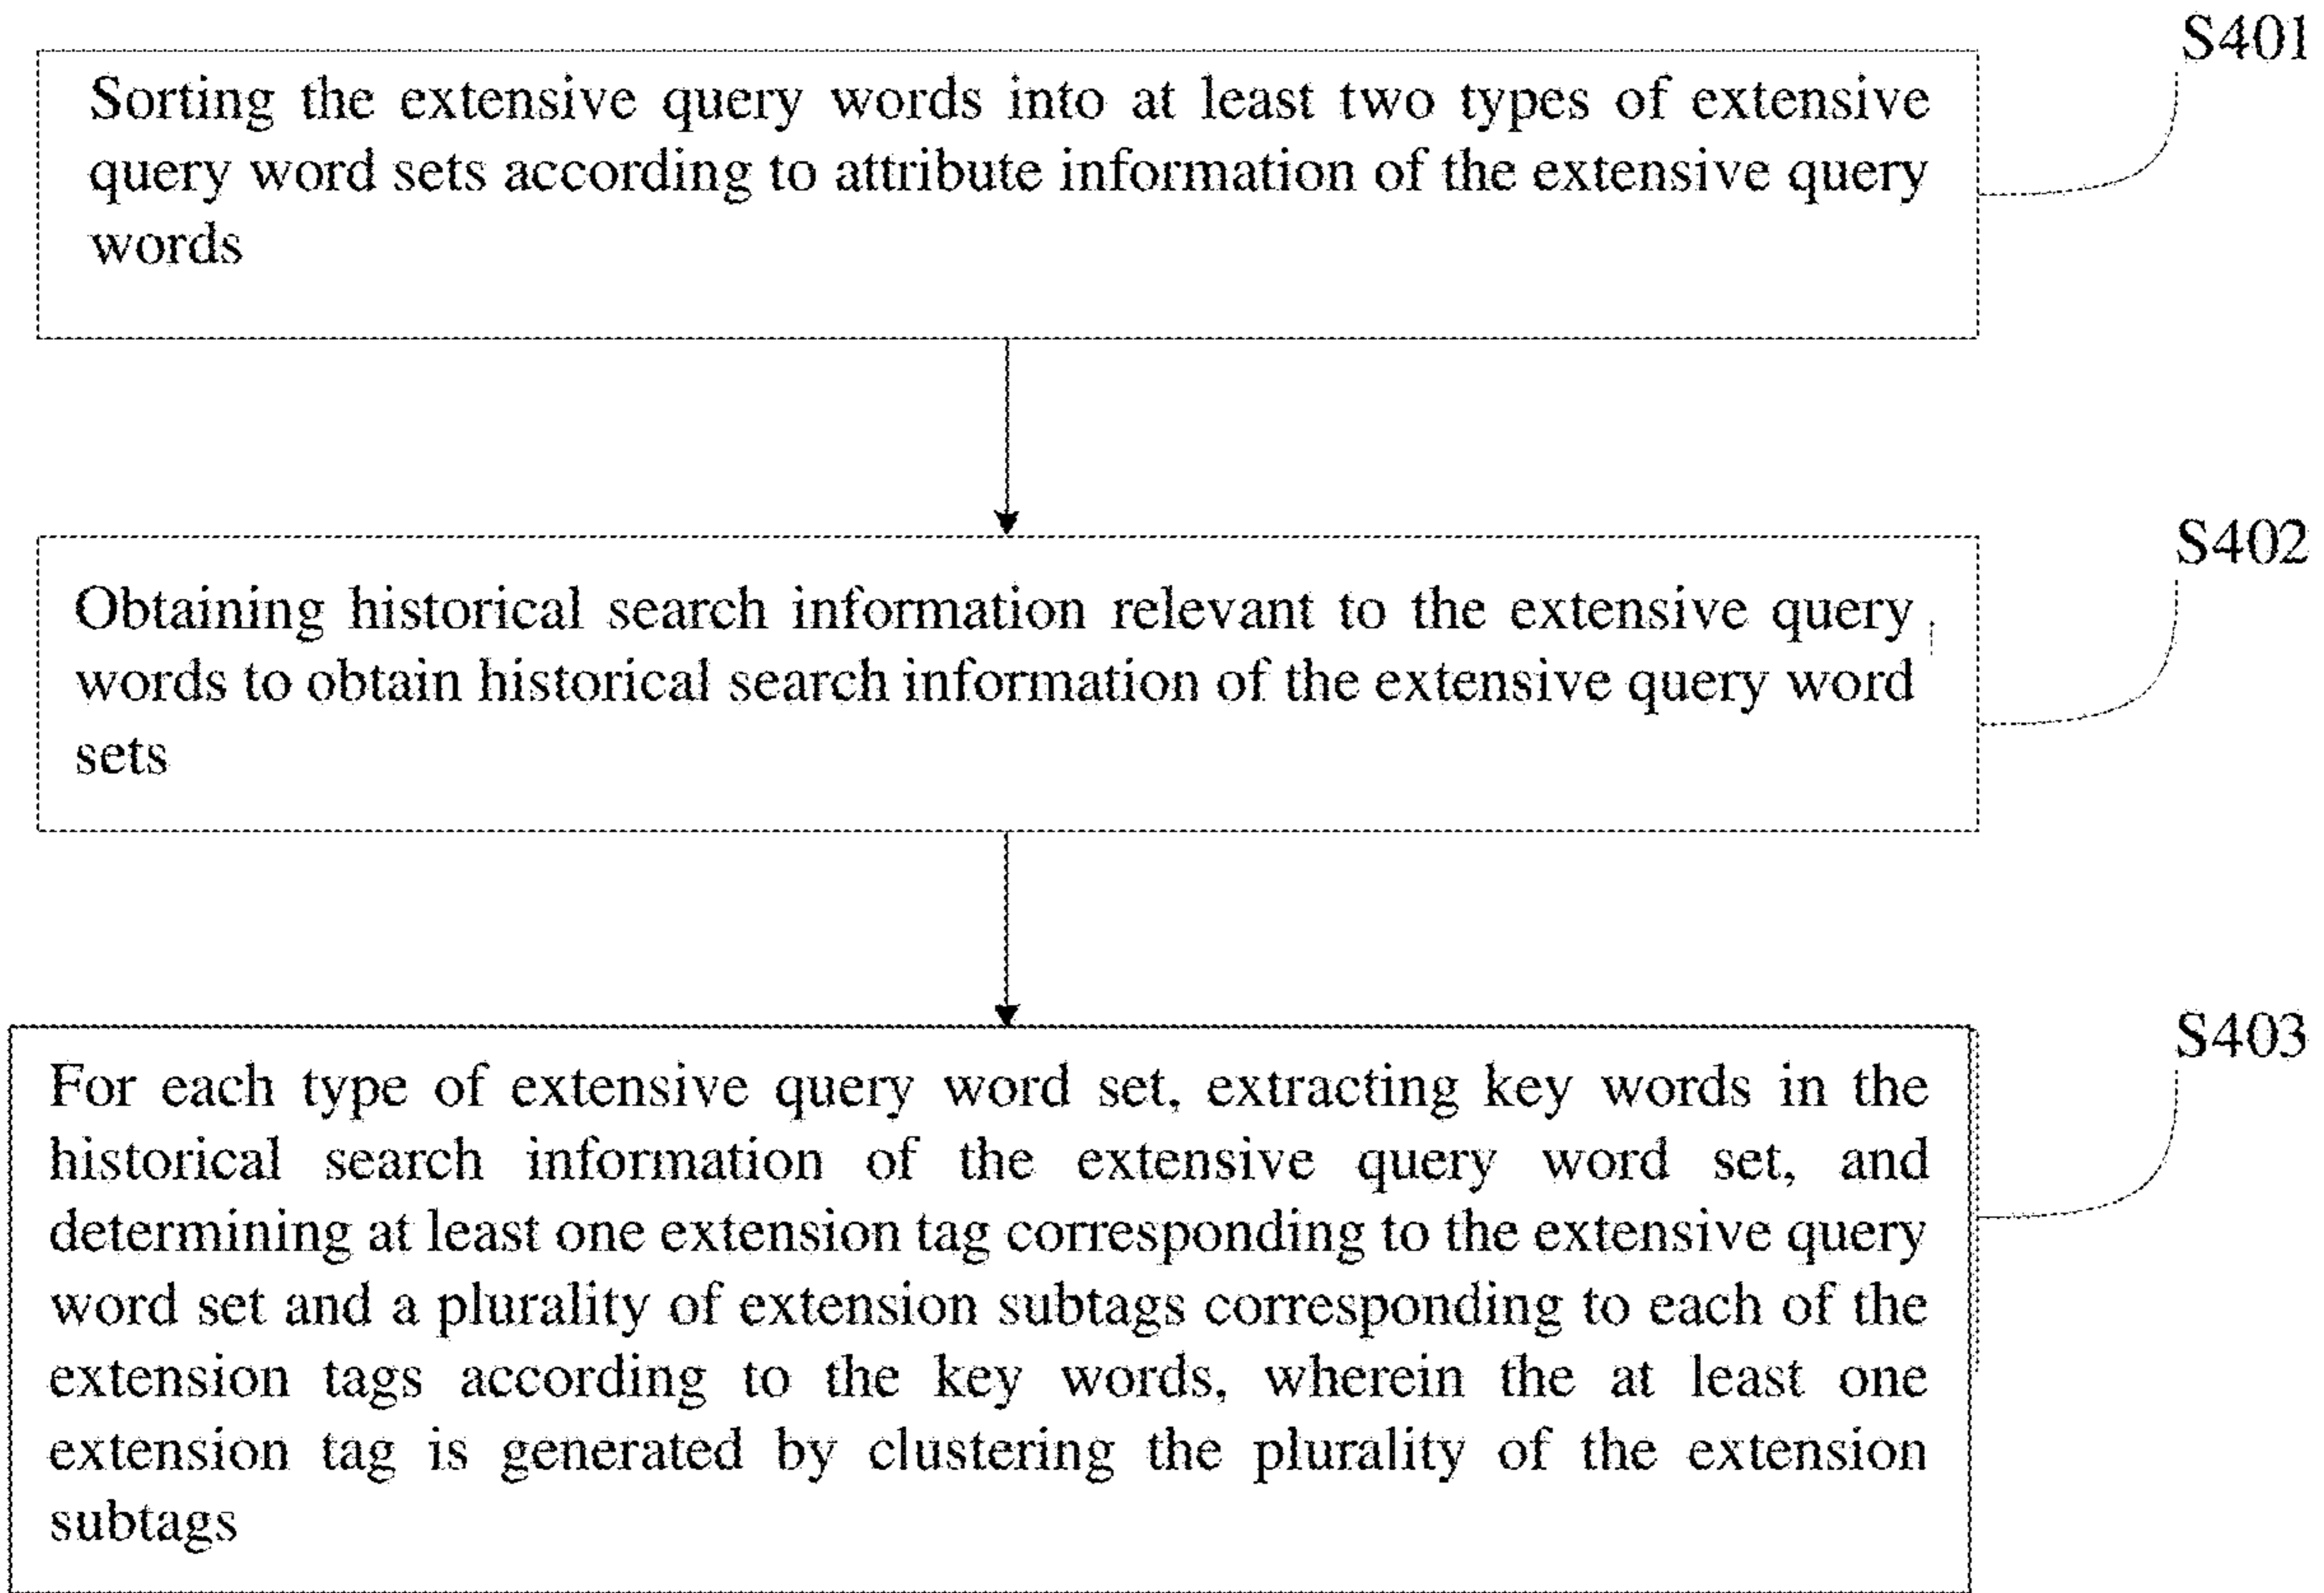 S401
Sorting the extensive query words into at least two types of extensive
query word sets according to attribute information of the extensive query
words
S402
Obtaining historical search information relevant to the extensive query
words to obtain historical search information of the extensive query word
sets
S403
For each type of extensive query word set, extracting key words in the
historical search information of the extensive query word set, and
determining at least one extension tag corresponding to the extensive query
word set and a plurality of extension subtags corresponding to each of the
extension tags according to the key words, wherein the at least one
extension tag is generated by clustering the plurality of the extension
subtags